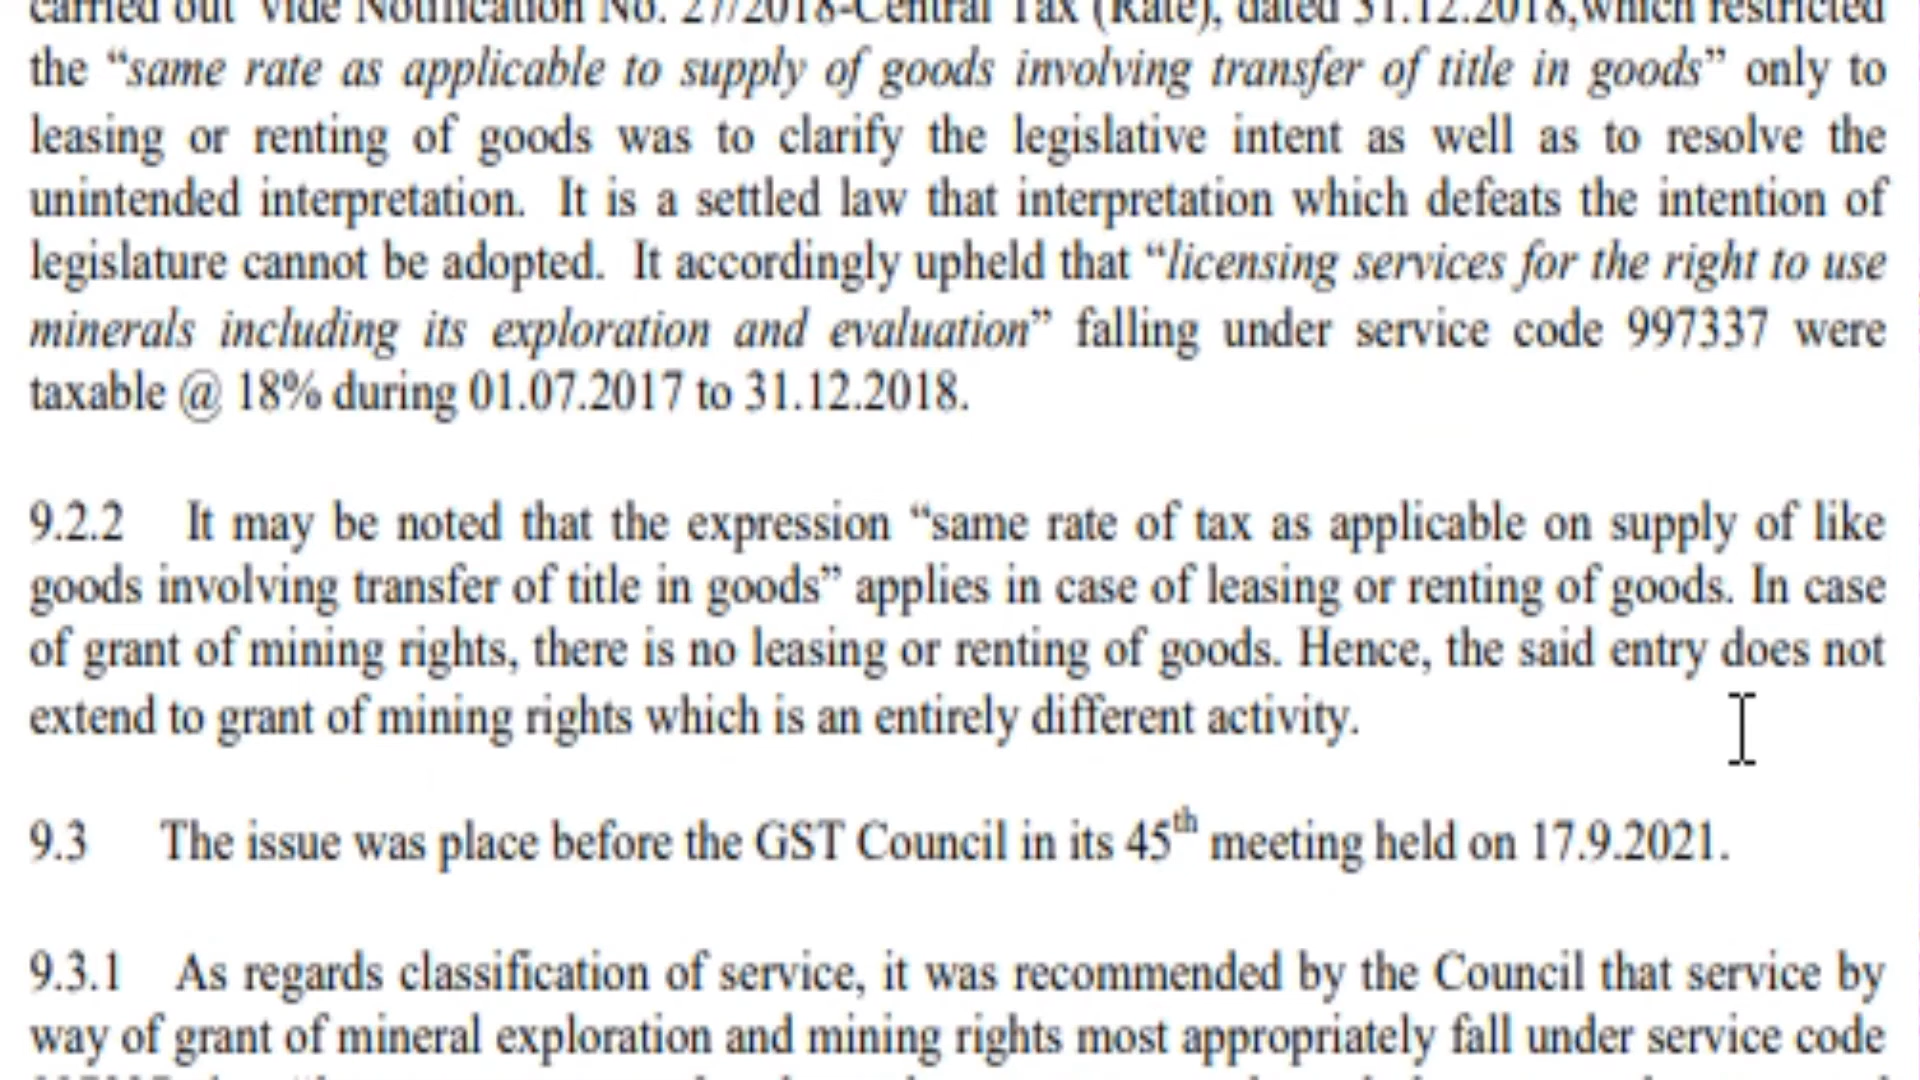 carried out vide Notification No. 27/2018-Central Tax (Rate), dated 31.12.2018,which restricted
the “same rate as applicable to supply of goods involving transfer of title in goods” only to
leasing or renting of goods was to clarify the legislative intent as well as to resolve the
unintended interpretation. It is a settled law that interpretation which defeats the intention of
legislature cannot be adopted. It accordingly upheld that “licensing services for the right to use
minerals including its exploration and evaluation” falling under service code 997337 were
taxable @ 18% during 01.07.2017 to 31.12.2018.
9.2.2 It may be noted that the expression “same rate of tax as applicable on supply of like
goods involving transfer of title in goods” applies in case of leasing or renting of goods. In case
of grant of mining rights, there is no leasing or renting of goods. Hence, the said entry does not
extend to grant of mining rights which is an entirely different activity.
9.3 The issue was place before the GST Council in its 45th meeting held on 17.9.2021.
9.3.1 As regards classification of service, it was recommended by the Council that service by
way of grant of mineral exploration and mining rights most appropriately fall under service code